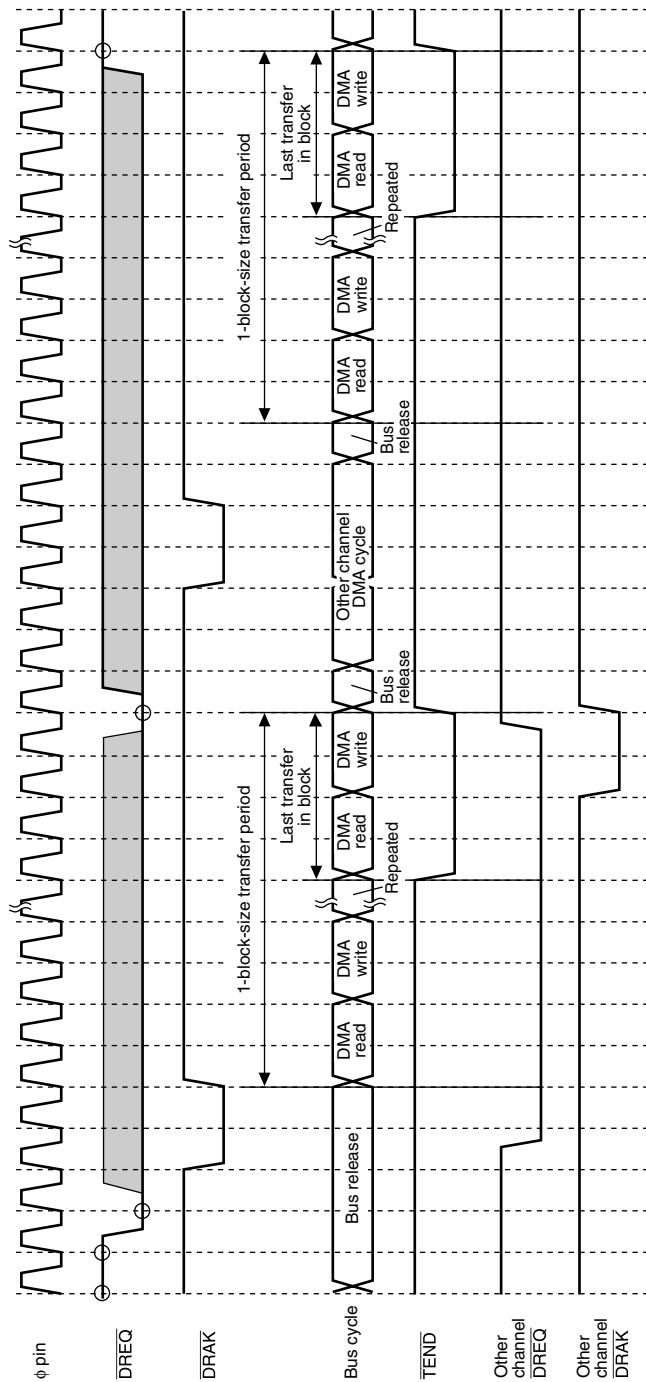 φ pin
DREQ
DRAK
1-block-size transfer period
1-block-size transfer period
Last transfer
in block
Last transfer
in block
Bus cycle
Bus release
DMA
read
DMA
write
Repeated
DMA
read
DMA
write
Bus
release
Other channel
DMA cycle
Bus
release
DMA
read
DMA
write
Repeated
DMA
read
DMA
write
TEND
Other
channel
DREQ
Other
channel
DRAK